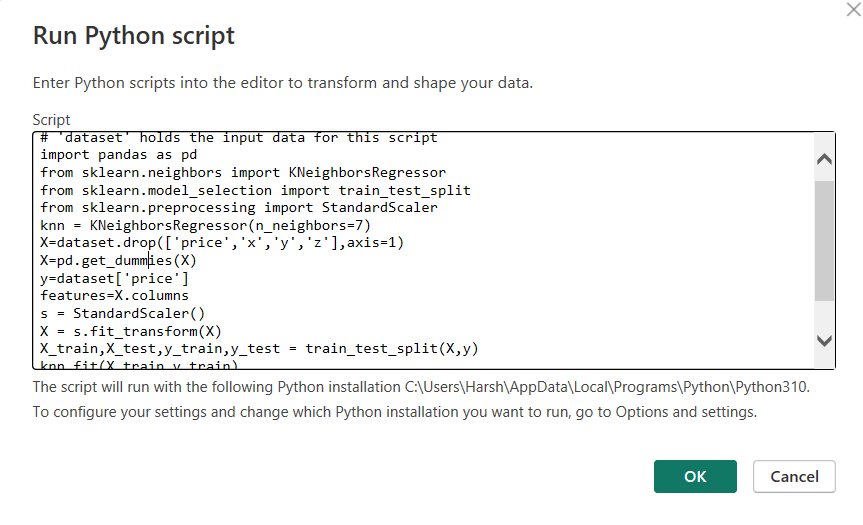 Run Python script
Enter Python scripts into the editor to transform and shape your data.
Script
# 'dataset' holds the input data for this script
import pandas as pd
from sklearn.neighbors import KNeighborsRegressor
from sklearn.model_selection import train_test_split
from sklearn.preprocessing import StandardScaler
knn = KNeighborsRegressor(n_neighbors=7)
X=dataset.drop(['price','x','y','z'],axis=1)
X=pd.get_dummies(X)
y=dataset['price']
features=X.columns
s = StandardScaler()
X = s.fit_transform(X)
X_train,X_test,y_train,y_test = train_test_split(X,y)
knn.fit(X_train,y_train)
The script will run with the following Python installation C:\Users\Harsh\AppData\Local\Programs\Python\Python310.
To configure your settings and change which Python installation you want to run, go to Options and settings.
OK
Cancel